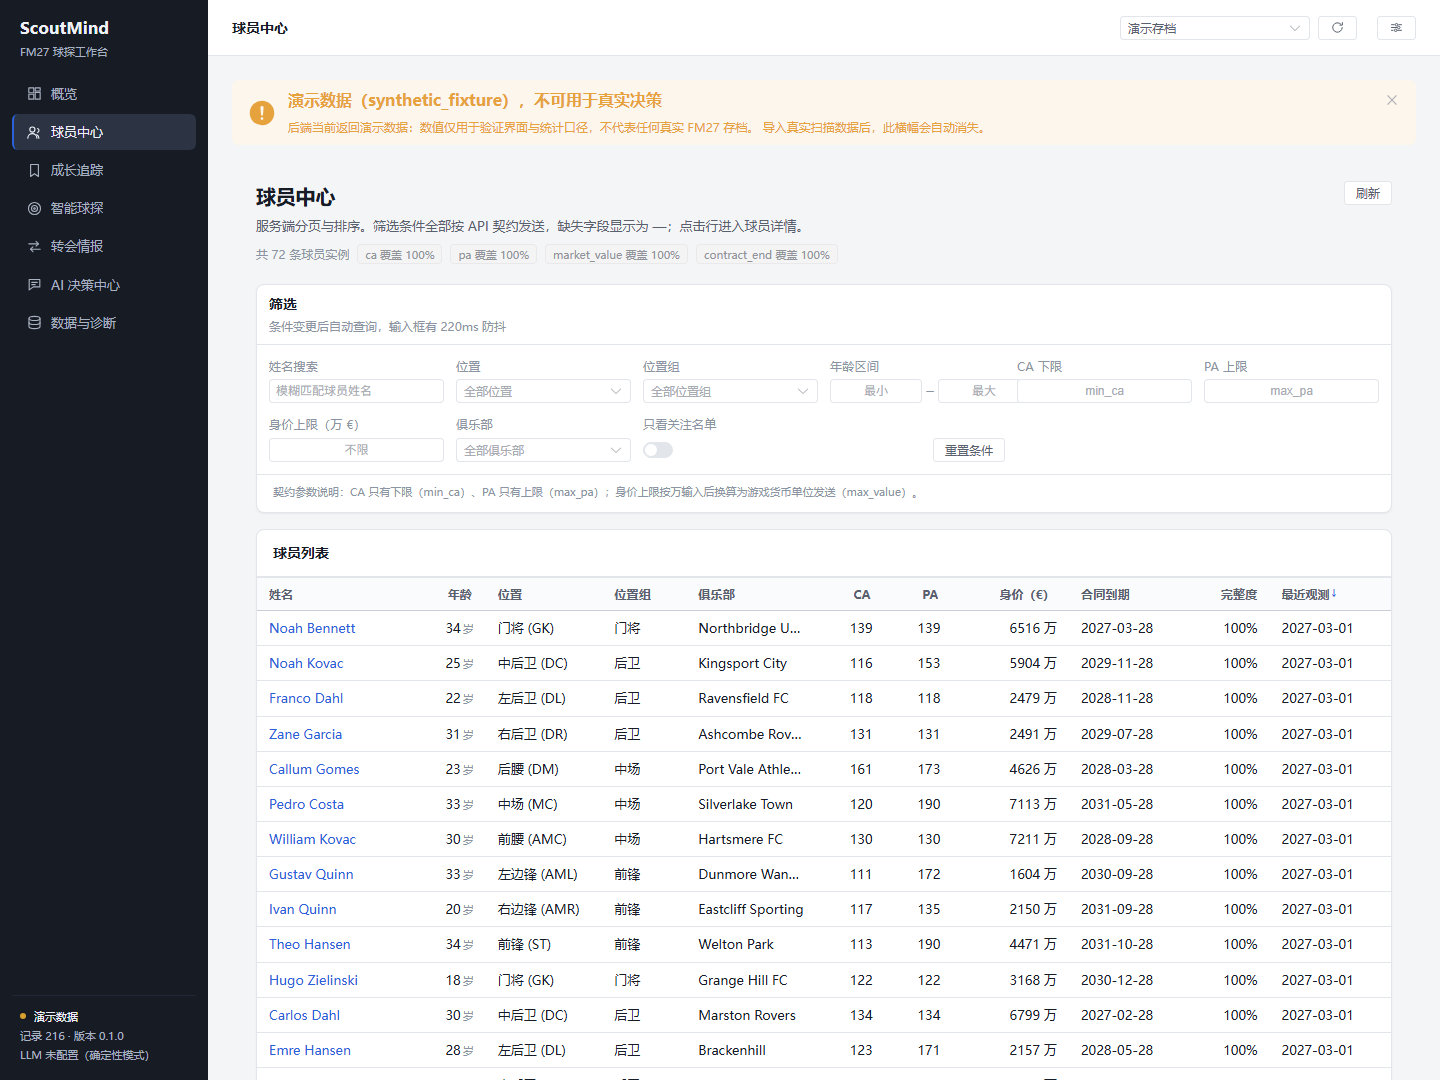 ScoutMind
FM27 球探工作台
概览
球员中心
成长追踪
智能球探
转会情报
AI 决策中心
数据与诊断
演示数据
记录 216 · 版本 0.1.0
LLM 未配置（确定性模式）
球员中心
演示存档
演示数据（synthetic_fixture），不可用于真实决策
后端当前返回演示数据：数值仅用于验证界面与统计口径，不代表任何真实 FM27 存档。 导入真实扫描数据后，此横幅会自动消失。
球员中心
刷新
服务端分页与排序。筛选条件全部按 API 契约发送，缺失字段显示为 —；点击行进入球员详情。
共 72 条球员实例 ca 覆盖 100% pa 覆盖 100% market_value 覆盖 100% contract_end 覆盖 100%
筛选
条件变更后自动查询，输入框有 220ms 防抖
姓名搜索 位置 位置组 年龄区间 CA 下限 PA 上限
模糊匹配球员姓名 全部位置 全部位置组 最小 – 最大 min_ca max_pa
身价上限（万 €） 俱乐部 只看关注名单
不限 全部俱乐部 重置条件
契约参数说明：CA 只有下限（min_ca）、PA 只有上限（max_pa）；身价上限按万输入后换算为游戏货币单位发送（max_value）。
球员列表
姓名 年龄 位置 位置组 俱乐部 CA PA 身价（€） 合同到期 完整度 最近观测↓
Noah Bennett 34岁 门将 (GK) 门将 Northbridge U... 139 139 6516 万 2027-03-28 100% 2027-03-01
Noah Kovac 25岁 中后卫 (DC) 后卫 Kingsport City 116 153 5904 万 2029-11-28 100% 2027-03-01
Franco Dahl 22岁 左后卫 (DL) 后卫 Ravensfield FC 118 118 2479 万 2028-11-28 100% 2027-03-01
Zane Garcia 31岁 右后卫 (DR) 后卫 Ashcombe Rov... 131 131 2491 万 2029-07-28 100% 2027-03-01
Callum Gomes 23岁 后腰 (DM) 中场 Port Vale Athle... 161 173 4626 万 2028-03-28 100% 2027-03-01
Pedro Costa 33岁 中场 (MC) 中场 Silverlake Town 120 190 7113 万 2031-05-28 100% 2027-03-01
William Kovac 30岁 前腰 (AMC) 中场 Hartsmere FC 130 130 7211 万 2028-09-28 100% 2027-03-01
Gustav Quinn 33岁 左边锋 (AML) 前锋 Dunmore Wan... 111 172 1604 万 2030-09-28 100% 2027-03-01
Ivan Quinn 20岁 右边锋 (AMR) 前锋 Eastcliff Sporting 117 135 2150 万 2031-09-28 100% 2027-03-01
Theo Hansen 34岁 前锋 (ST) 前锋 Welton Park 113 190 4471 万 2031-10-28 100% 2027-03-01
Hugo Zielinski 18岁 门将 (GK) 门将 Grange Hill FC 122 122 3168 万 2030-12-28 100% 2027-03-01
Carlos Dahl 30岁 中后卫 (DC) 后卫 Marston Rovers 134 134 6799 万 2027-02-28 100% 2027-03-01
Emre Hansen 28岁 左后卫 (DL) 后卫 Brackenhill 123 171 2157 万 2028-05-28 100% 2027-03-01